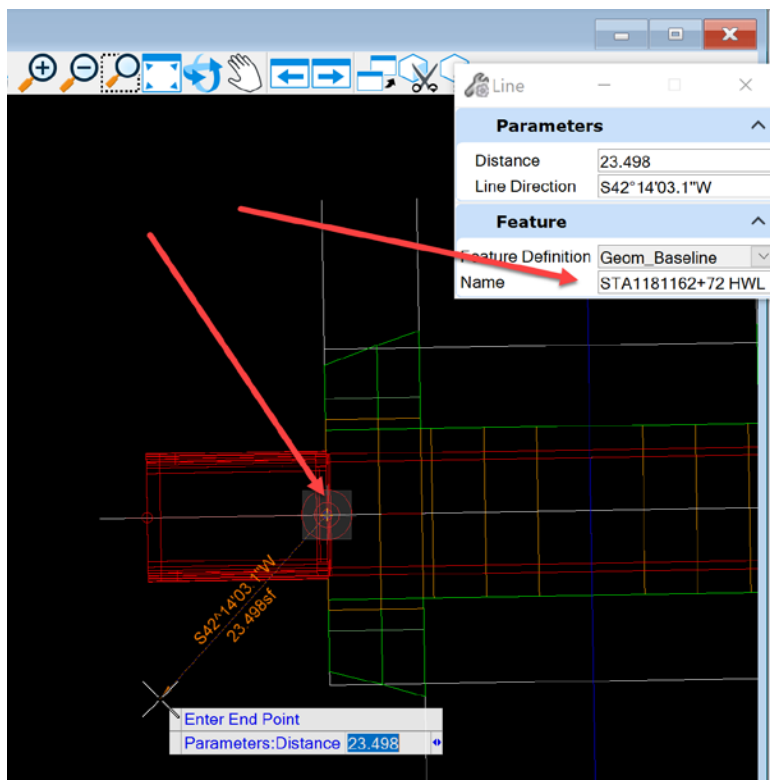 Line
Parameters
Distance 23.498
Line Direction S42°14'03.1"W
Feature
Feature Definition Geom_Baseline
Name STA1181162+72 HWL
S42^14'03.1"W
23.498sf
Enter End Point
Parameters:Distance 23.498